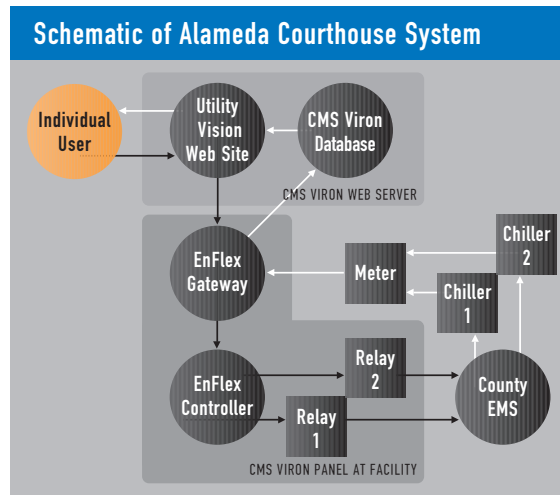 Schematic of Alameda Courthouse System
Individual
User
Utility
Vision
Web Site
CMS Viron
Database
CMS VIRON WEB SERVER
EnFlex
Gateway
Meter
Chiller
2
Chiller
1
EnFlex
Controller
Relay
2
Relay
1
County
EMS
CMS VIRON PANEL AT FACILITY